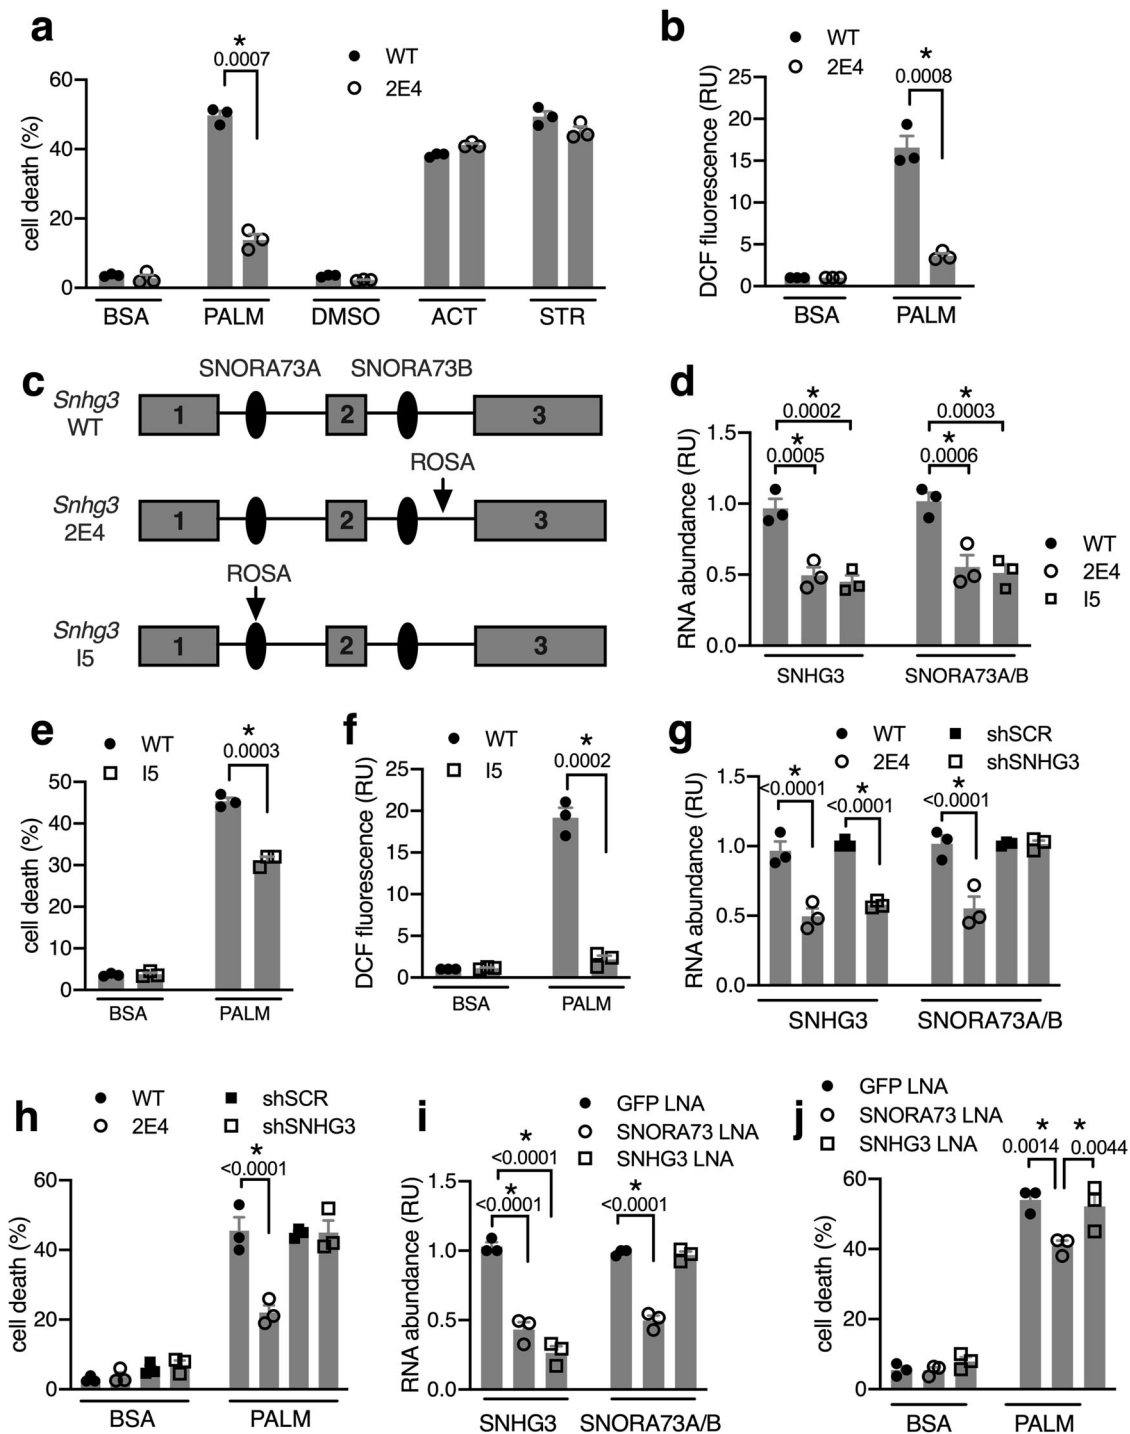 a
WT
2E4
*
0.0007
cell death (%)
60
40
20
0
BSA
PALM
DMSO
ACT
STR
b
WT
2E4
*
0.0008
DCF fluorescence (RU)
25
20
15
10
5
0
BSA
PALM
c
SNORA73A
SNORA73B
Snhg3
WT
1
2
3
ROSA
Snhg3
2E4
1
2
3
ROSA
Snhg3
I5
1
2
3
d
*
0.0002
*
0.0005
*
0.0003
*
0.0006
RNA abundance (RU)
1.5
1.0
0.5
0.0
SNHG3
SNORA73A/B
WT
2E4
I5
e
WT
I5
*
0.0003
cell death (%)
50
40
30
20
10
0
BSA
PALM
f
WT
I5
*
0.0002
DCF fluorescence (RU)
25
20
15
10
5
0
BSA
PALM
g
WT
2E4
shSCR
shSNHG3
*
<0.0001
*
<0.0001
*
<0.0001
RNA abundance (RU)
1.5
1.0
0.5
0.0
SNHG3
SNORA73A/B
h
WT
2E4
shSCR
shSNHG3
*
<0.0001
cell death (%)
60
40
20
0
BSA
PALM
i
GFP LNA
SNORA73 LNA
SNHG3 LNA
*
<0.0001
*
<0.0001
*
<0.0001
RNA abundance (RU)
1.5
1.0
0.5
0.0
SNHG3
SNORA73A/B
j
GFP LNA
SNORA73 LNA
SNHG3 LNA
* *
0.0014 0.0044
cell death (%)
60
40
20
0
BSA
PALM